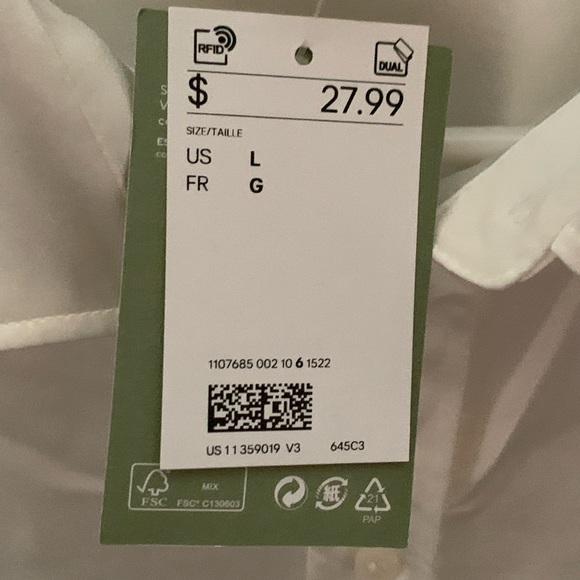 RFID
DUAL
$ 27.99
SIZE/TAILLE
US L
FR G
1107685 002 10 6 1522
US 11 359019 V3 645C3
FSC MIX
FSC® C130603
紙
21
PAP